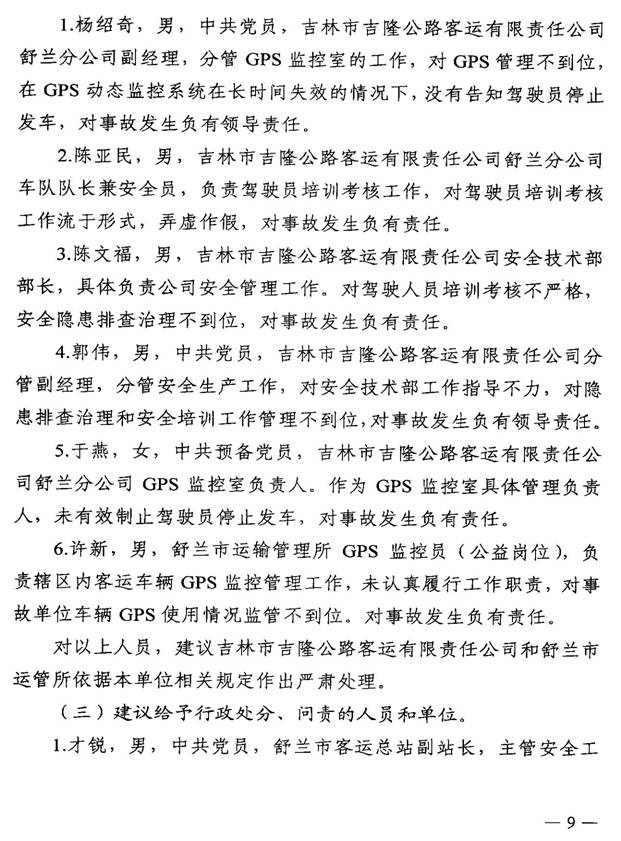 1.杨绍奇，男，中共党员，吉林市吉隆公路客运有限责任公司
舒兰分公司副经理，分管 GPS 监控室的工作，对 GPS 管理不到位，
在 GPS 动态监控系统在长时间失效的情况下，没有告知驾驶员停止
发车，对事故发生负有领导责任。
2.陈亚民，男，吉林市吉隆公路客运有限责任公司舒兰分公司
车队队长兼安全员，负责驾驶员培训考核工作，对驾驶员培训考核
工作流于形式，弄虚作假，对事故发生负有责任。
3.陈文福，男，吉林市吉隆公路客运有限责任公司安全技术部
部长，具体负责公司安全管理工作。对驾驶人员培训考核不严格，
安全隐患排查治理不到位，对事故发生负有责任。
4.郭伟，男，中共党员，吉林市吉隆公路客运有限责任公司分
管副经理，分管安全生产工作，对安全技术部工作指导不力，对隐
患排查治理和安全培训工作管理不到位，对事故发生负有领导责任。
5.于燕，女，中共预备党员，吉林市吉隆公路客运有限责任公
司舒兰分公司 GPS 监控室负责人。作为 GPS 监控室具体管理负责
人，未有效制止驾驶员停止发车，对事故发生负有责任。
6.许新，男，舒兰市运输管理所 GPS 监控员（公益岗位），负
责辖区内客运车辆 GPS 监控管理工作，未认真履行工作职责，对事
故单位车辆 GPS 使用情况监管不到位。对事故发生负有责任。
对以上人员，建议吉林市吉隆公路客运有限责任公司和舒兰市
运管所依据本单位相关规定作出严肃处理。
（三）建议给予行政处分、问责的人员和单位。
1.才锐，男，中共党员，舒兰市客运总站副站长，主管安全工
— 9 —